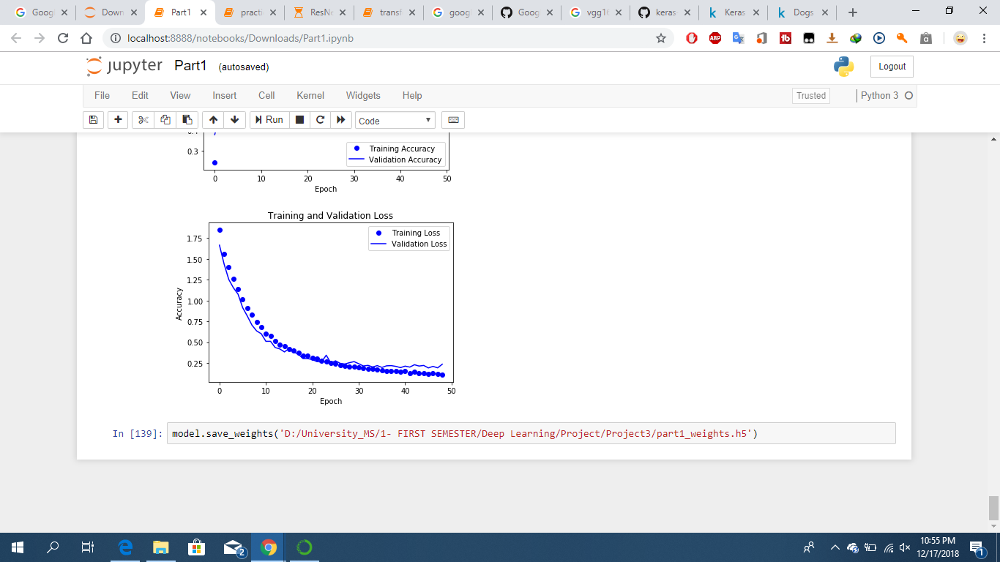 Googl
Down
Part1
practi
ResNe
transf
googl
Goog
vgg16
keras
Keras
Dogs
localhost:8888/notebooks/Downloads/Part1.ipynb
ABP
1b
a
jupyter Part1 (autosaved)
Logout
File Edit View Insert Cell Kernel Widgets Help
Trusted
Python 3
Run
Code
0.3
Training Accuracy
Validation Accuracy
0 10 20 30 40 50
Epoch
Training and Validation Loss
Training Loss
Validation Loss
1.75
1.50
1.25
1.00
0.75
0.50
0.25
Accuracy
0 10 20 30 40 50
Epoch
In [139]: model.save_weights('D:/University_MS/1- FIRST SEMESTER/Deep Learning/Project/Project3/part1_weights.h5')
2
10:55 PM
12/17/2018
1